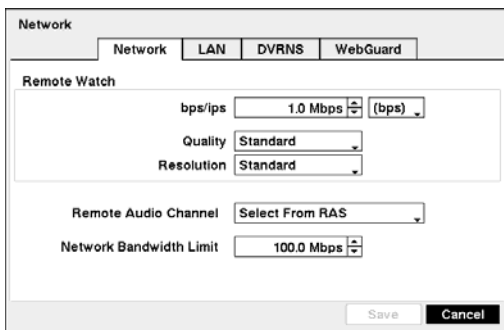 Network
Network LAN DVRNS WebGuard
Remote Watch
bps/ips 1.0 Mbps (bps)
Quality Standard
Resolution Standard
Remote Audio Channel Select From RAS
Network Bandwidth Limit 100.0 Mbps
Save Cancel